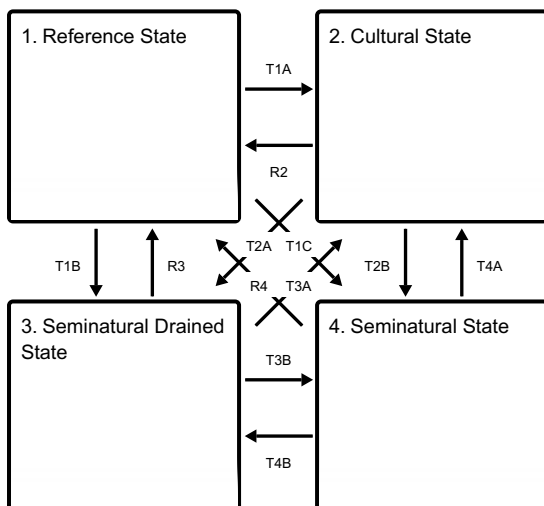 1. Reference State
2. Cultural State
T1A
R2
T2A
T1C
T1B
R3
T2B
T4A
R4
T3A
3. Seminatural Drained
State
4. Seminatural State
T3B
T4B